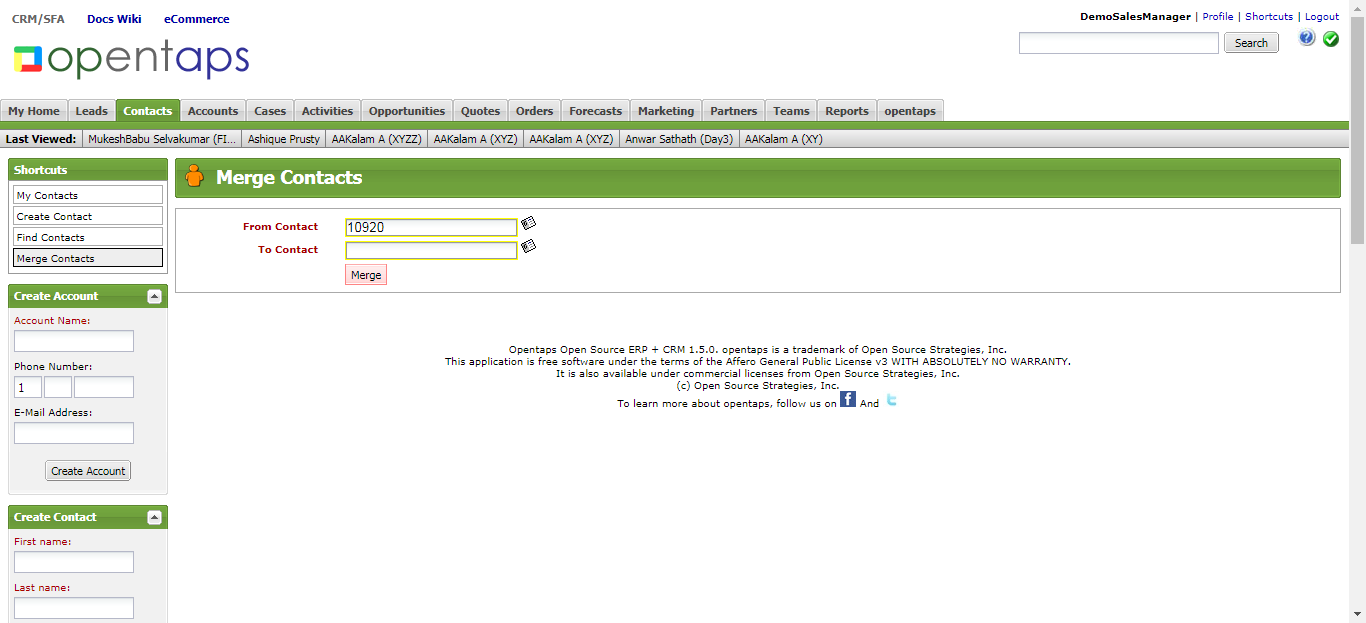 CRM/SFA Docs Wiki eCommerce
DemoSalesManager | Profile | Shortcuts | Logout
opentaps
Search
My Home Leads Contacts Accounts Cases Activities Opportunities Quotes Orders Forecasts Marketing Partners Teams Reports opentaps
Last Viewed: MukeshBabu Selvakumar (FI... Ashique Prusty AAKalam A (XYZZ) AAKalam A (XYZ) AAKalam A (XYZ) Anwar Sathath (Day3) AAKalam A (XY)
Shortcuts
My Contacts
Create Contact
Find Contacts
Merge Contacts
Create Account
Account Name:
Phone Number:
1
E-Mail Address:
Create Account
Create Contact
First name:
Last name:
Merge Contacts
From Contact 10920
To Contact
Merge
Opentaps Open Source ERP + CRM 1.5.0. opentaps is a trademark of Open Source Strategies, Inc.
This application is free software under the terms of the Affero General Public License v3 WITH ABSOLUTELY NO WARRANTY.
It is also available under commercial licenses from Open Source Strategies, Inc.
(c) Open Source Strategies, Inc.
To learn more about opentaps, follow us on f And t